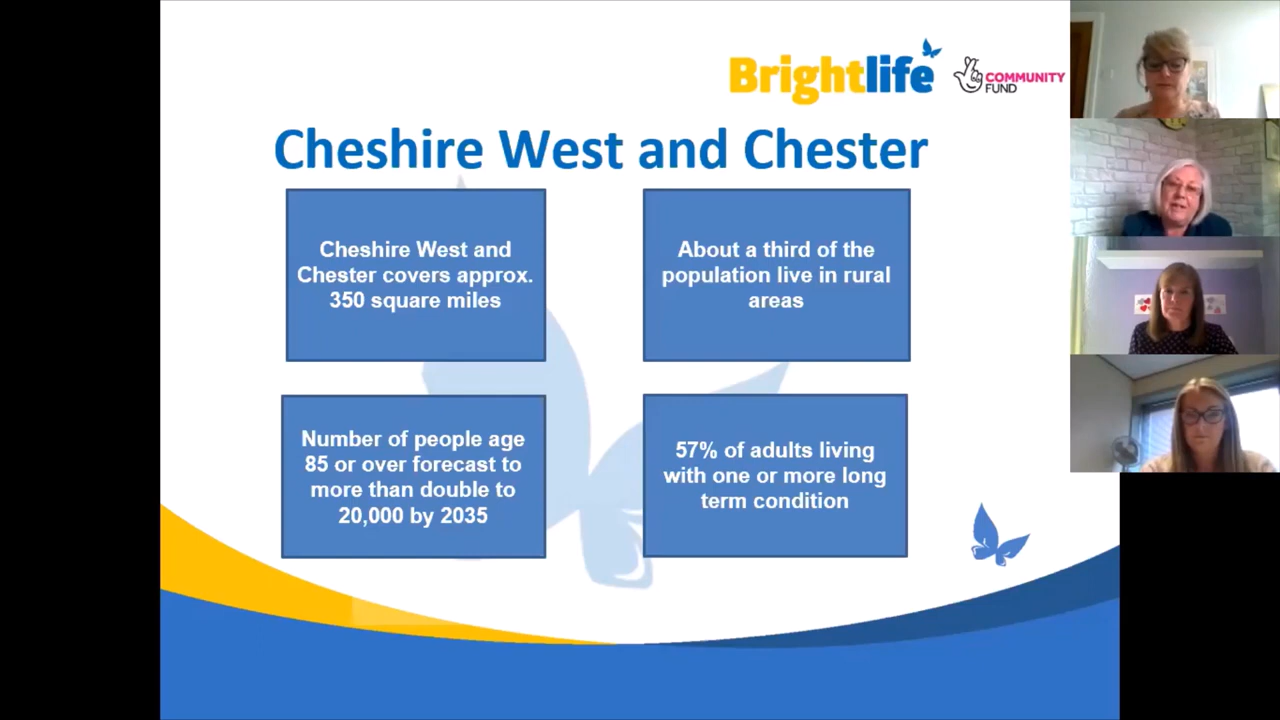 Brightlife
COMMUNITY
FUND
Cheshire West and Chester
Cheshire West and
Chester covers approx.
350 square miles
About a third of the
population live in rural
areas
Number of people age
85 or over forecast to
more than double to
20,000 by 2035
57% of adults living
with one or more long
term condition